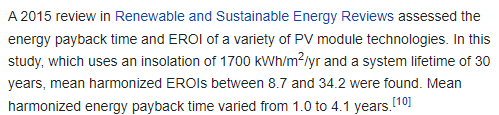 A 2015 review in Renewable and Sustainable Energy Reviews assessed the
energy payback time and EROI of a variety of PV module technologies. In this
study, which uses an insolation of 1700 kWh/m²/yr and a system lifetime of 30
years, mean harmonized EROIs between 8.7 and 34.2 were found. Mean
harmonized energy payback time varied from 1.0 to 4.1 years.[10]